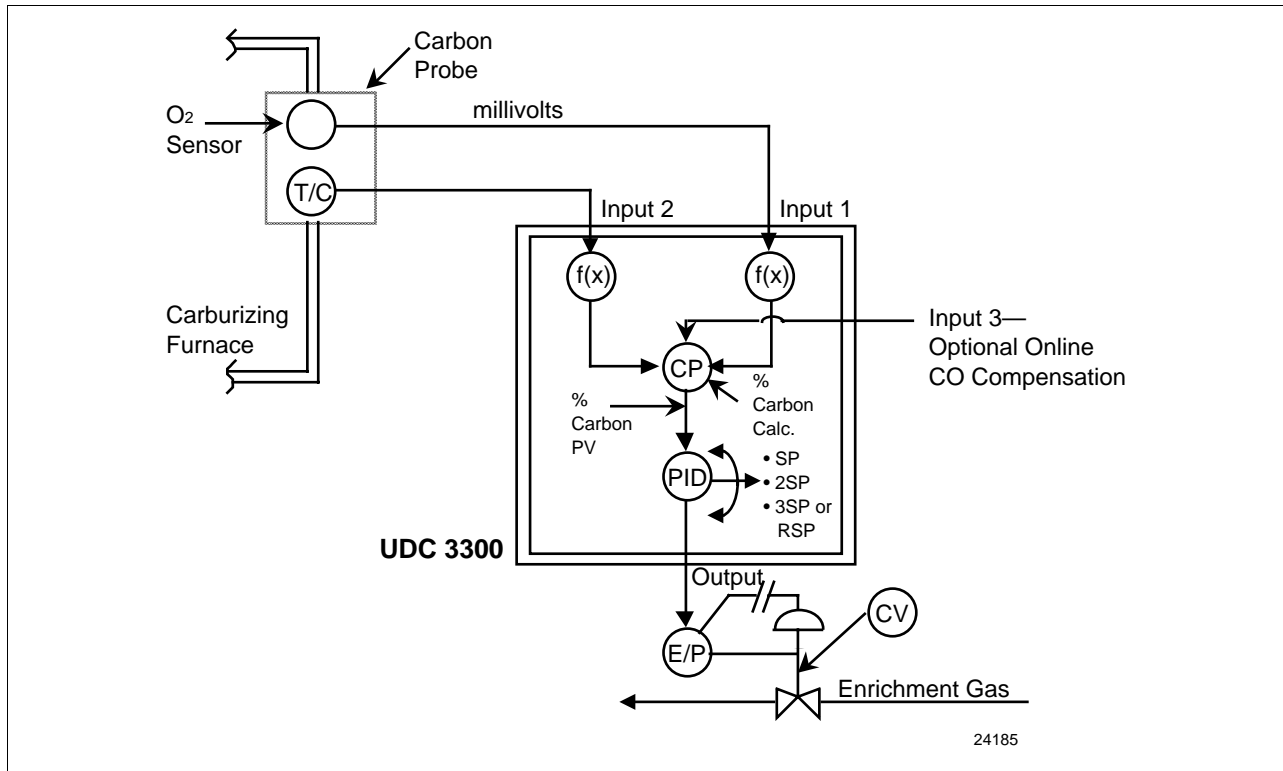 Carbon
Probe
O2
Sensor
millivolts
T/C
Input 2
Input 1
f(x)
f(x)
Carburizing
Furnace
Input 3—
Optional Online
CO Compensation
CP
%
Carbon
PV
%
Carbon
Calc.
PID
• SP
• 2SP
• 3SP or
RSP
UDC 3300
Output
E/P
CV
Enrichment Gas
24185